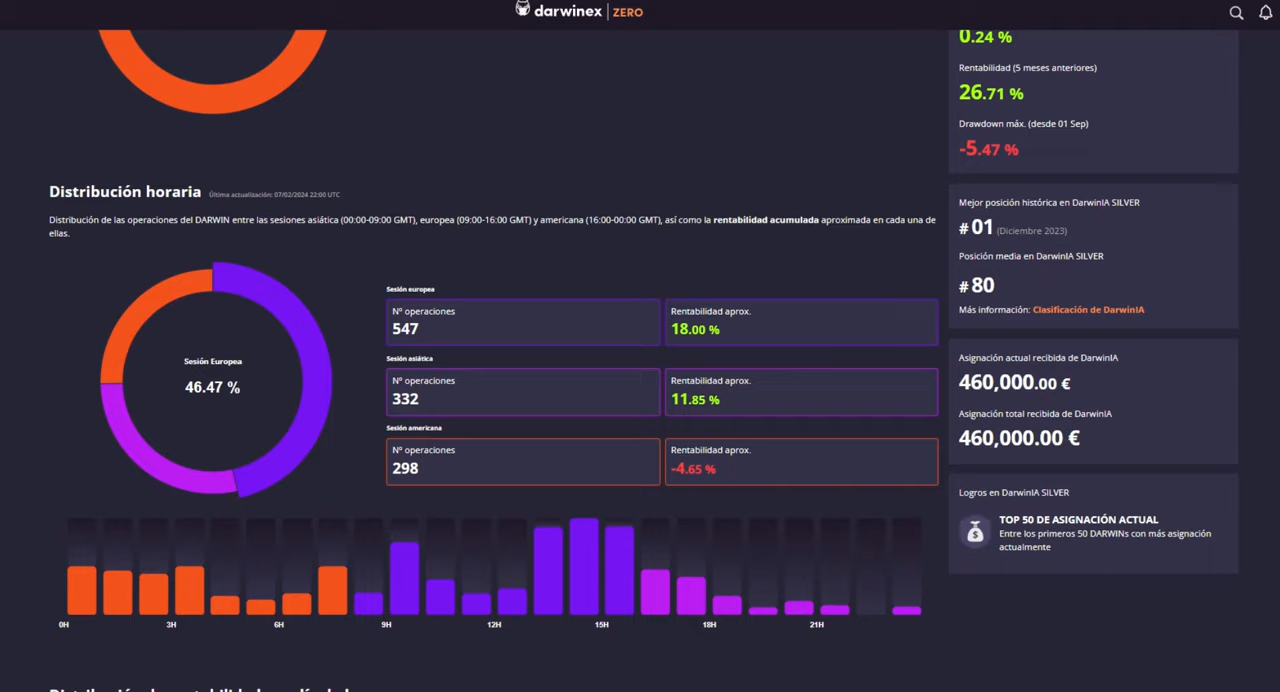 darwinex | ZERO
0.24 %
Rentabilidad (5 meses anteriores)
26.71 %
Drawdown máx. (desde 01 Sep)
-5.47 %
Distribución horaria Última actualización: 07/02/2024 22:00 UTC
Distribución de las operaciones del DARWIN entre las sesiones asiática (00:00-09:00 GMT), europea (09:00-16:00 GMT) y americana (16:00-00:00 GMT), así como la rentabilidad acumulada aproximada en cada una de
ellas.
Sesión Europea
46.47 %
Sesión europea
Nº operaciones
547
Rentabilidad aprox.
18.00 %
Sesión asiática
Nº operaciones
332
Rentabilidad aprox.
11.85 %
Sesión americana
Nº operaciones
298
Rentabilidad aprox.
-4.65 %
0H 3H 6H 9H 12H 15H 18H 21H
Mejor posición histórica en DarwinIA SILVER
#01 (Diciembre 2023)
Posición media en DarwinIA SILVER
#80
Más información: Clasificación de DarwinIA
Asignación actual recibida de DarwinIA
460,000.00 €
Asignación total recibida de DarwinIA
460,000.00 €
Logros en DarwinIA SILVER
TOP 50 DE ASIGNACIÓN ACTUAL
Entre los primeros 50 DARWINs con más asignación
actualmente